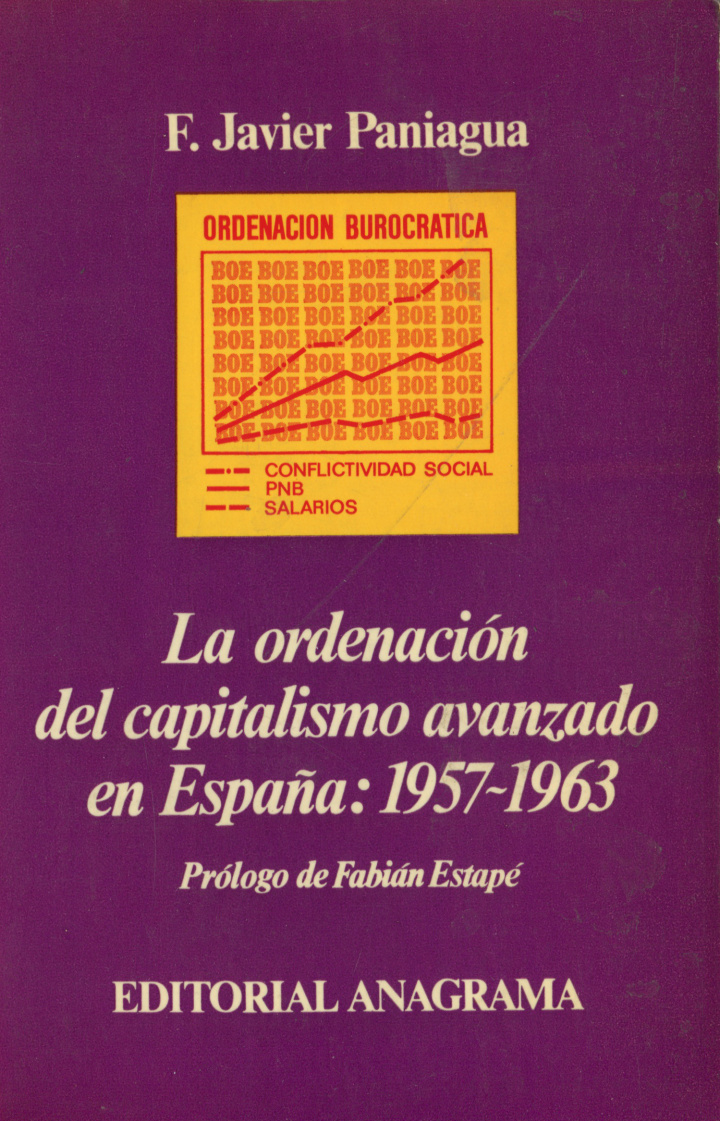 F. Javier Paniagua
ORDENACION BUROCRATICA
BOE BOE BOE BOE BOE BOE
BOE BOE BOE BOE BOE BOE
BOE BOE BOE BOE BOE BOE
BOE BOE BOE BOE BOE BOE
BOE BOE BOE BOE BOE BOE
BOE BOE BOE BOE BOE BOE
BOE BOE BOE BOE BOE BOE
BOE BOE BOE BOE BOE BOE
CONFLICTIVIDAD SOCIAL
PNB
SALARIOS
La ordenación
del capitalismo avanzado
en España: 1957~1963
Prólogo de Fabián Estapé
EDITORIAL ANAGRAMA